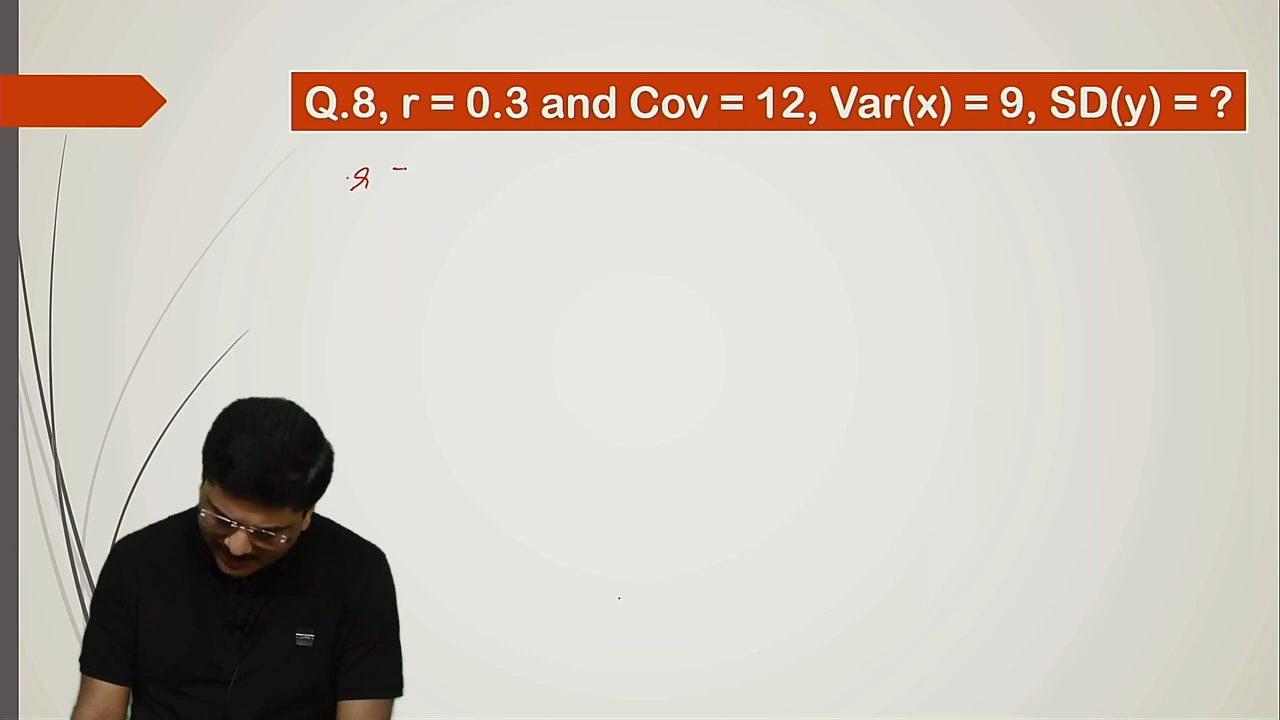 Q.8, r = 0.3 and Cov = 12, Var(x) = 9, SD(y) = ?
r =